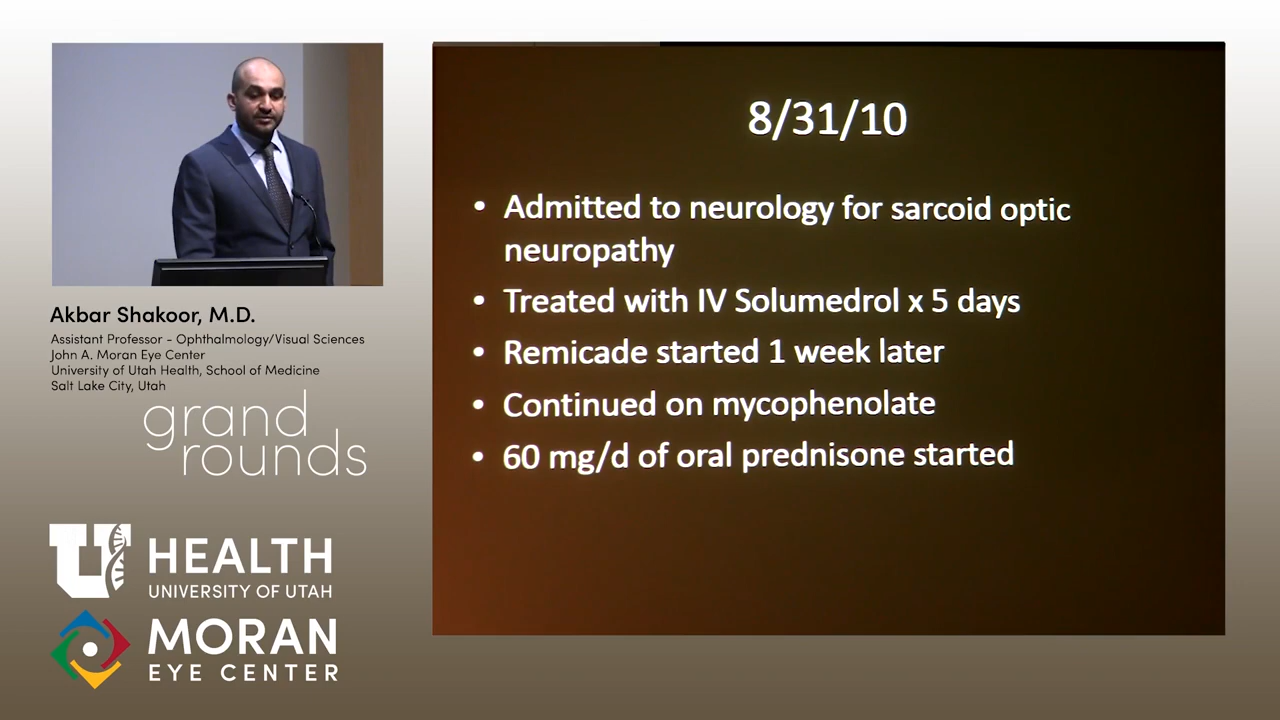 8/31/10
• Admitted to neurology for sarcoid optic
neuropathy
• Treated with IV Solumedrol x 5 days
• Remicade started 1 week later
• Continued on mycophenolate
• 60 mg/d of oral prednisone started
Akbar Shakoor, M.D.
Assistant Professor - Ophthalmology/Visual Sciences
John A. Moran Eye Center
University of Utah Health, School of Medicine
Salt Lake City, Utah
grand
rounds
U HEALTH
UNIVERSITY OF UTAH
MORAN
EYE CENTER